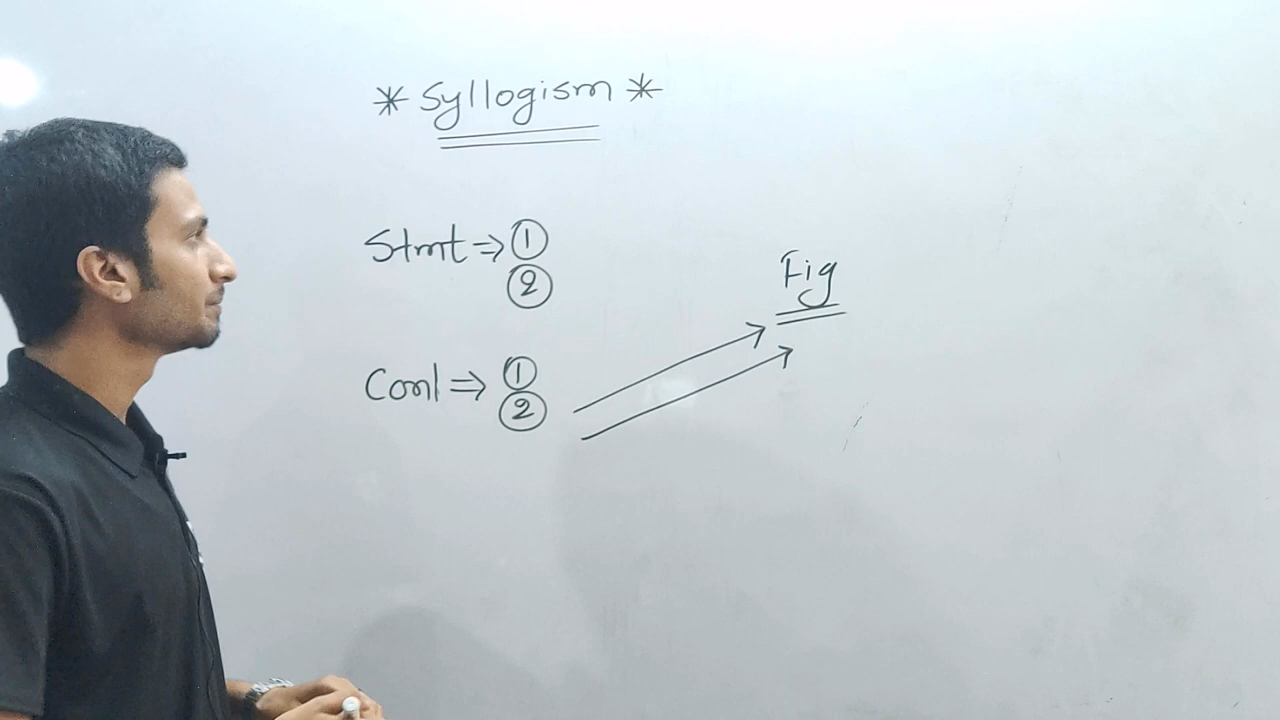 * Syllogism *
Stmt ⇒ ①
②
Fig
Conl ⇒ ①
②